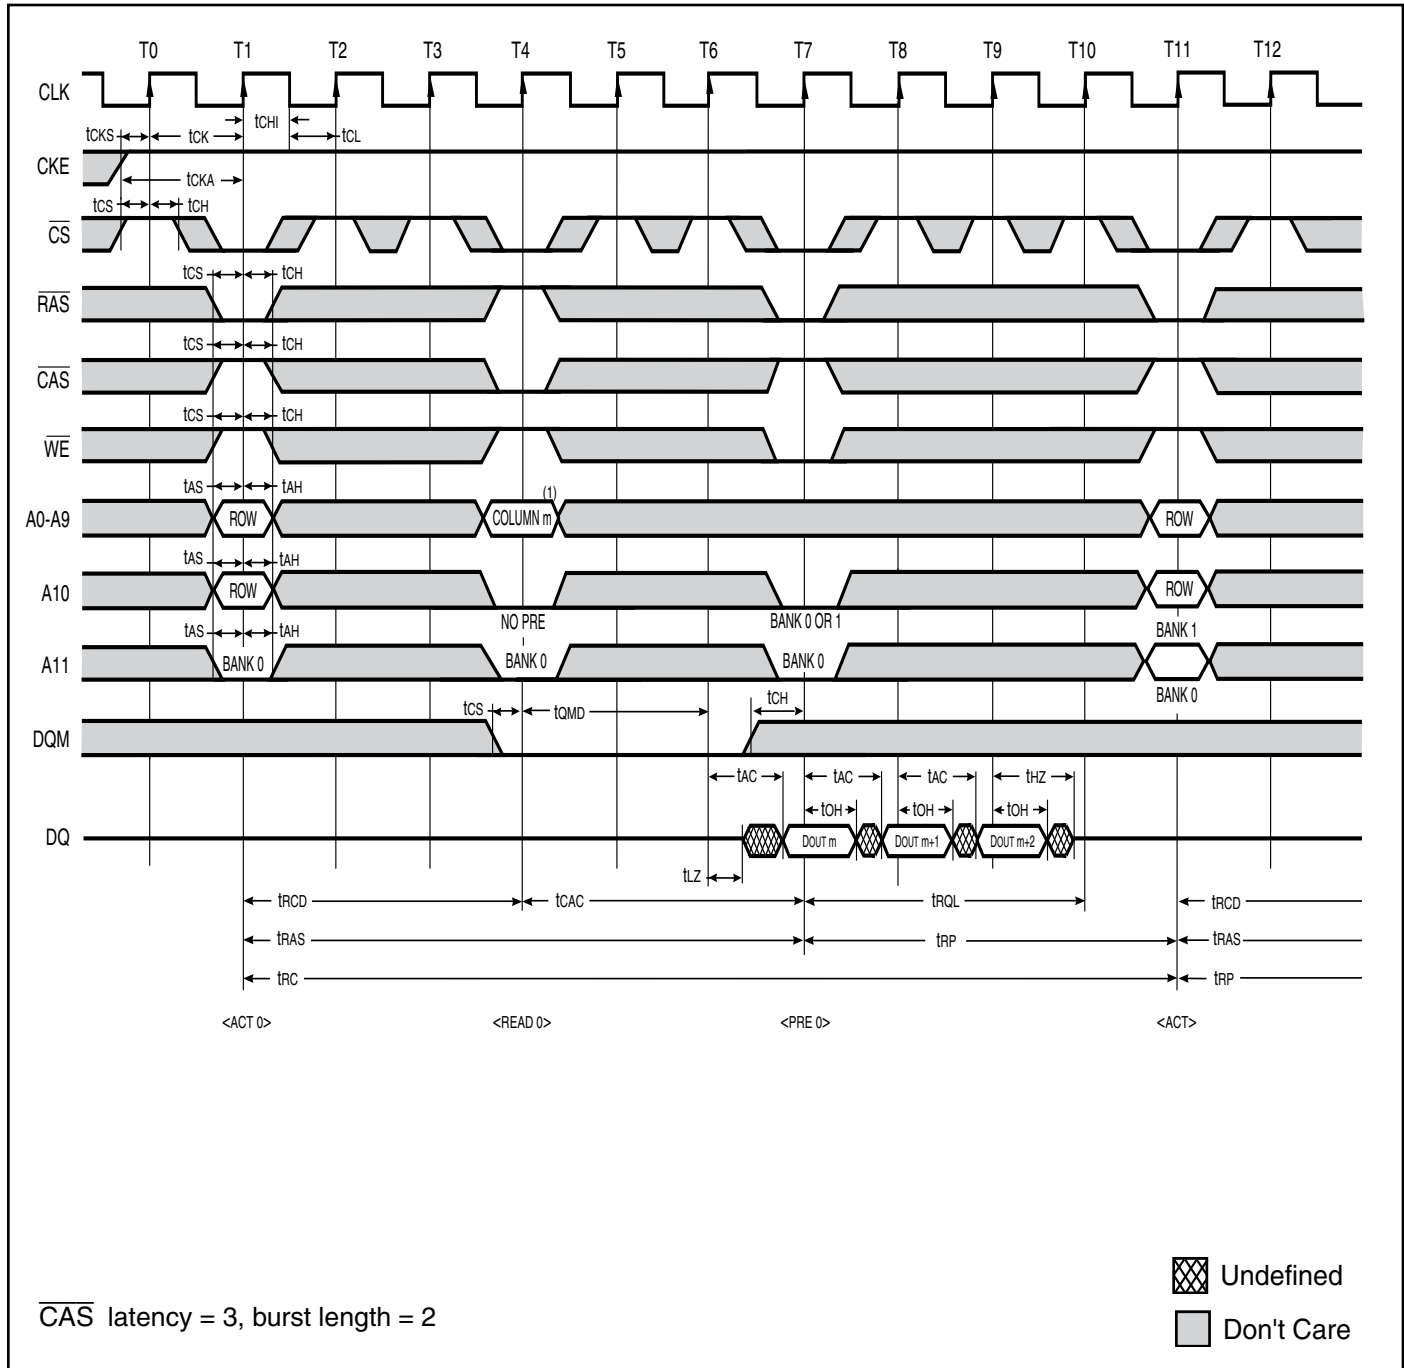 T0 T1 T2 T3 T4 T5 T6 T7 T8 T9 T10 T11 T12
CLK
tCHI
tCKS tCK tCL
CKE
tCKA
tCS tCH
CS
tCS tCH
RAS
tCS tCH
CAS
tCS tCH
WE
tAS tAH
(1)
A0-A9 ROW COLUMN m ROW
tAS tAH
A10 ROW ROW
NO PRE BANK 0 OR 1
tAS tAH BANK 1
A11 BANK 0 BANK 0 BANK 0
BANK 0
tCS tQMD tCH
DQM
tAC tAC tAC tHZ
tOH tOH tOH
DQ DOUT m DOUT m+1 DOUT m+2
tLZ
tRCD tCAC tRQL tRCD
tRAS tRP tRAS
tRC tRP
<ACT 0> <READ 0> <PRE 0> <ACT>
Undefined
CAS latency = 3, burst length = 2
Don't Care